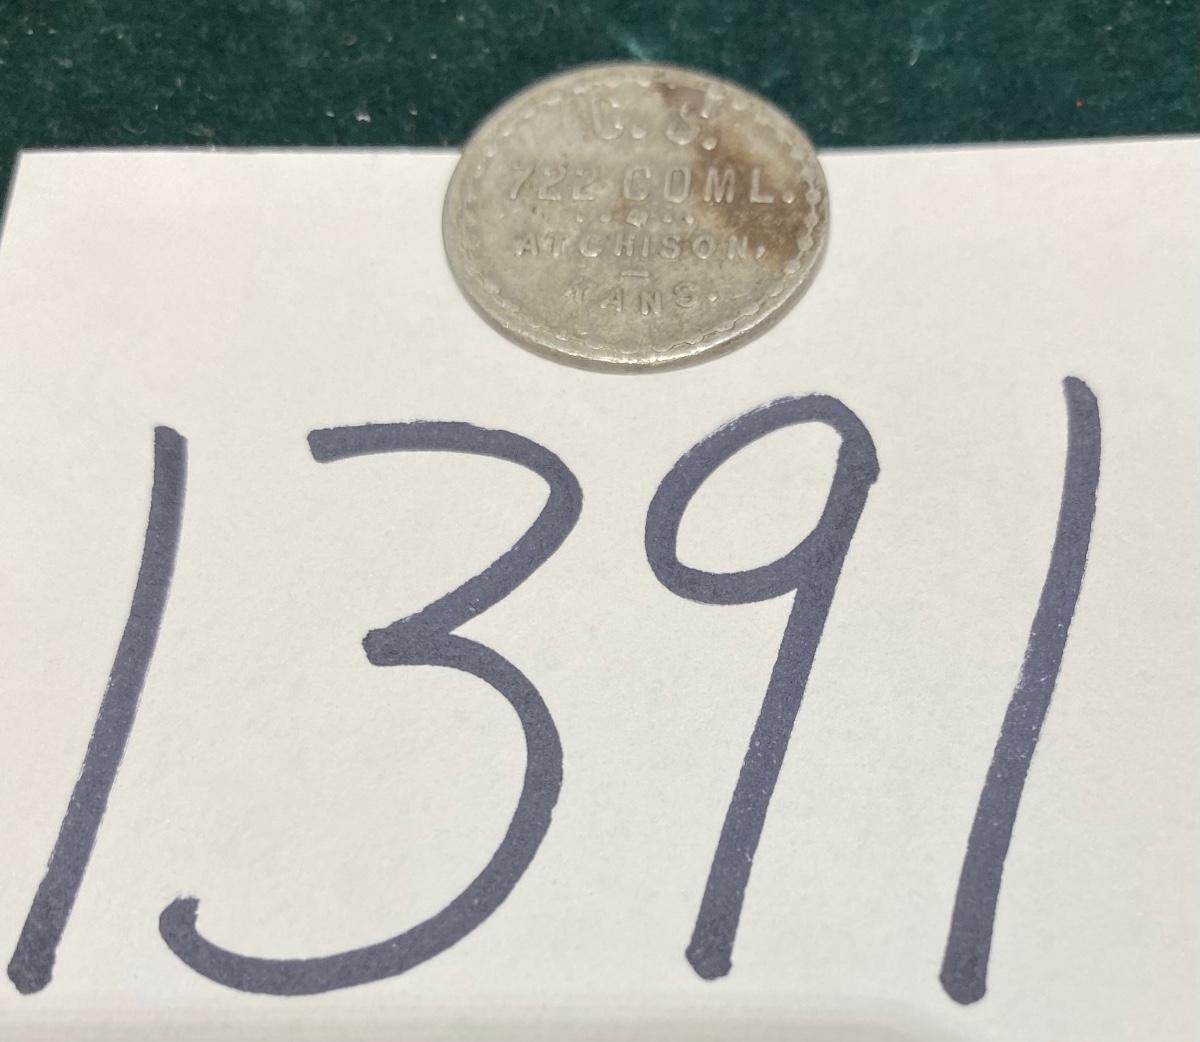 C. S.
722 COML.
ATCHISON,
KANS.
1391